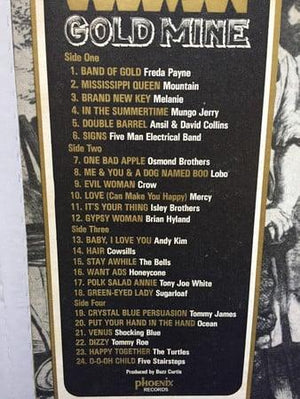 GOLD MINE
Side One
1. BAND OF GOLD Freda Payne
2. MISSISSIPPI QUEEN Mountain
3. BRAND NEW KEY Melanie
4. IN THE SUMMERTIME Mungo Jerry
5. DOUBLE BARREL Ansil & David Collins
6. SIGNS Five Man Electrical Band
Side Two
7. ONE BAD APPLE Osmond Brothers
8. ME & YOU & A DOG NAMED BOO Lobo
9. EVIL WOMAN Crow
10. LOVE (Can Make You Happy) Mercy
11. IT'S YOUR THING Isley Brothers
12. GYPSY WOMAN Brian Hyland
Side Three
13. BABY, I LOVE YOU Andy Kim
14. HAIR Cowsills
15. STAY AWHILE The Bells
16. WANT ADS Honeycone
17. POLK SALAD ANNIE Tony Joe White
18. GREEN-EYED LADY Sugarloaf
Side Four
19. CRYSTAL BLUE PERSUASION Tommy James
20. PUT YOUR HAND IN THE HAND Ocean
21. VENUS Shocking Blue
22. DIZZY Tommy Roe
23. HAPPY TOGETHER The Turtles
24. O-O-OH CHILD Five Stairsteps
Produced by Buzz Curtis
phoenix
RECORDS